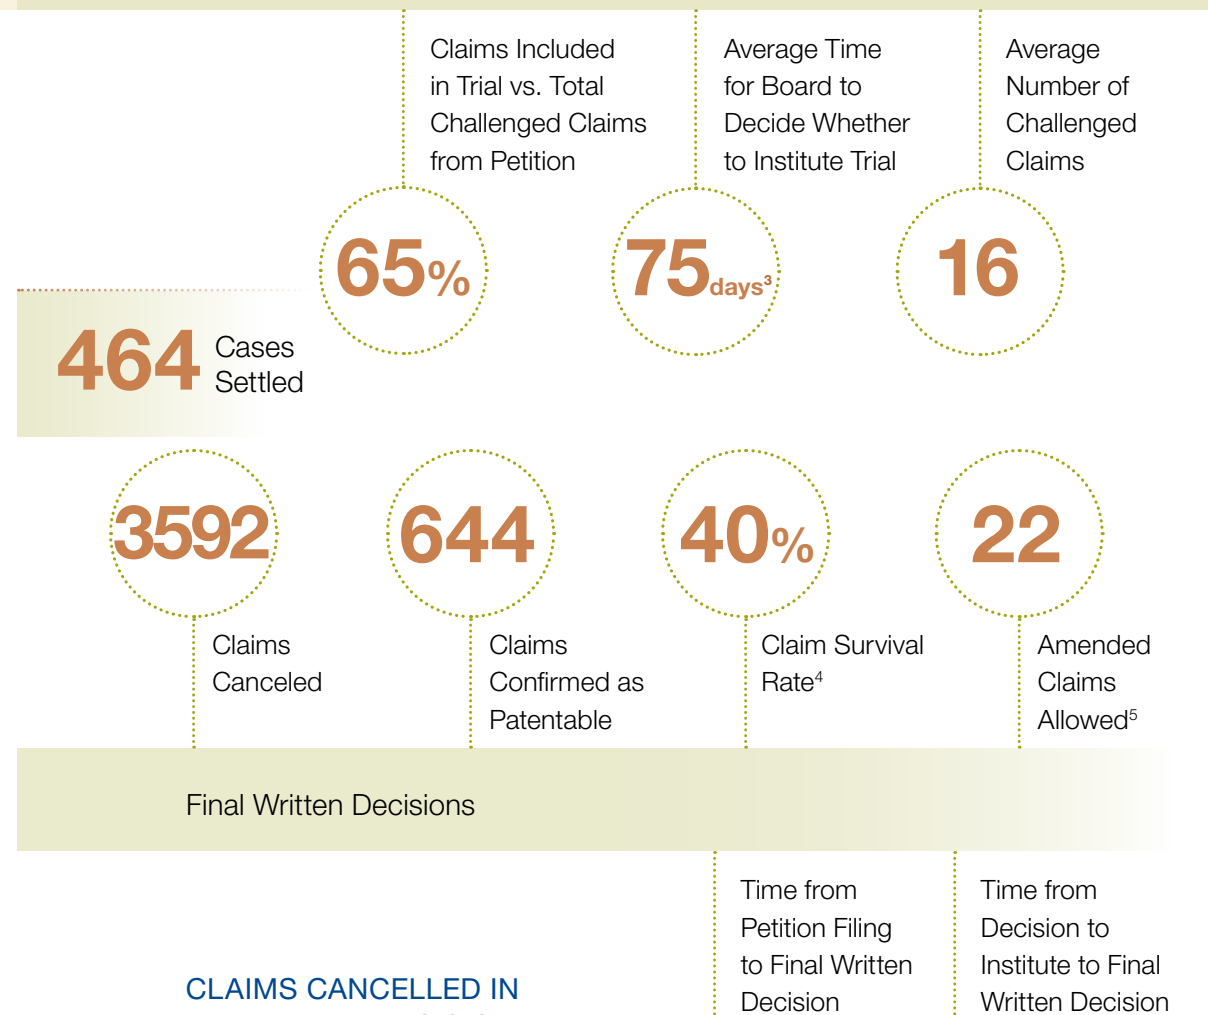 Claims Included
in Trial vs. Total
Challenged Claims
from Petition
65%
Average Time
for Board to
Decide Whether
to Institute Trial
75 days³
Average
Number of
Challenged
Claims
16
464 Cases
Settled
3592
Claims
Canceled
644
Claims
Confirmed as
Patentable
40%
Claim Survival
Rate⁴
22
Amended
Claims
Allowed⁵
Final Written Decisions
CLAIMS CANCELLED IN
Time from
Petition Filing
to Final Written
Decision
Time from
Decision to
Institute to Final
Written Decision